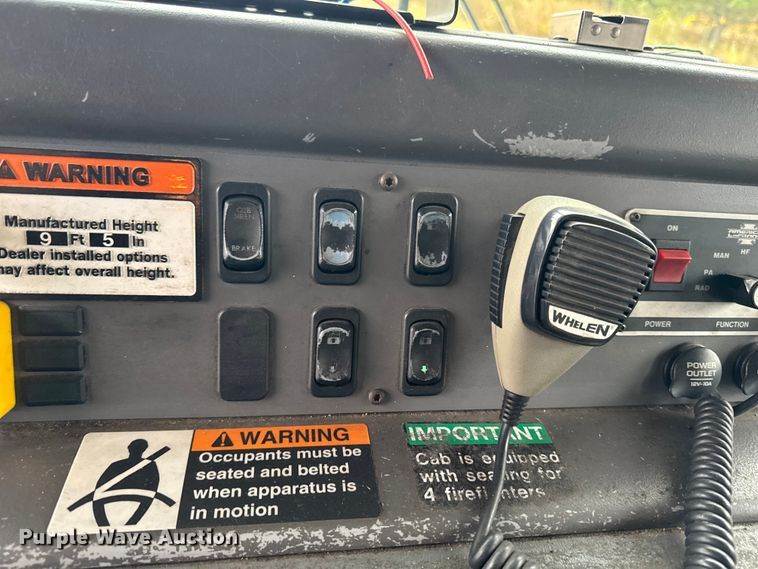 WARNING
Manufactured Height
9 Ft 5 In
Dealer installed options
may affect overall height.
BRAKE
WHELEN
ON
MAN
HF
PA
RAD
POWER
FUNCTION
POWER
OUTLET
12V-10A
WARNING
Occupants must be
seated and belted
when apparatus is
in motion
IMPORTANT
Cab is equipped
with seating for
4 firefighters
Purple Wave Auction